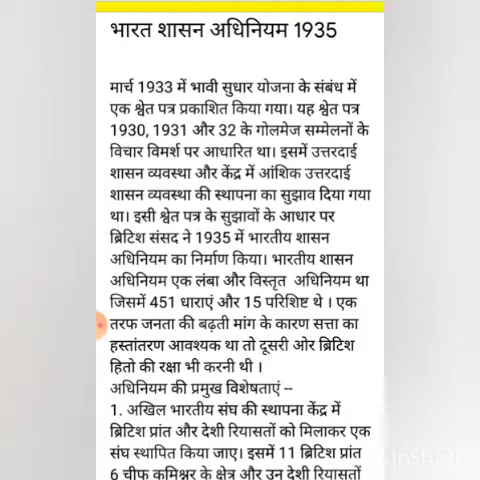 भारत शासन अधिनियम 1935
मार्च 1933 में भावी सुधार योजना के संबंध में
एक श्वेत पत्र प्रकाशित किया गया। यह श्वेत पत्र
1930, 1931 और 32 के गोलमेज सम्मेलनों के
विचार विमर्श पर आधारित था। इसमें उत्तरदाई
शासन व्यवस्था और केंद्र में आंशिक उत्तरदाई
शासन व्यवस्था की स्थापना का सुझाव दिया गया
था। इसी श्वेत पत्र के सुझावों के आधार पर
ब्रिटिश संसद ने 1935 में भारतीय शासन
अधिनियम का निर्माण किया। भारतीय शासन
अधिनियम एक लंबा और विस्तृत अधिनियम था
जिसमें 451 धाराएं और 15 परिशिष्ट थे । एक
तरफ जनता की बढ़ती मांग के कारण सत्ता का
हस्तांतरण आवश्यक था तो दूसरी ओर ब्रिटिश
हितो की रक्षा भी करनी थी ।
अधिनियम की प्रमुख विशेषताएं --
1. अखिल भारतीय संघ की स्थापना केंद्र में
ब्रिटिश प्रांत और देशी रियासतों को मिलाकर एक
संघ स्थापित किया जाए। इसमें 11 ब्रिटिश प्रांत
6 चीफ कमिश्नर के क्षेत्र और उन देशी रियासतों
InShOt